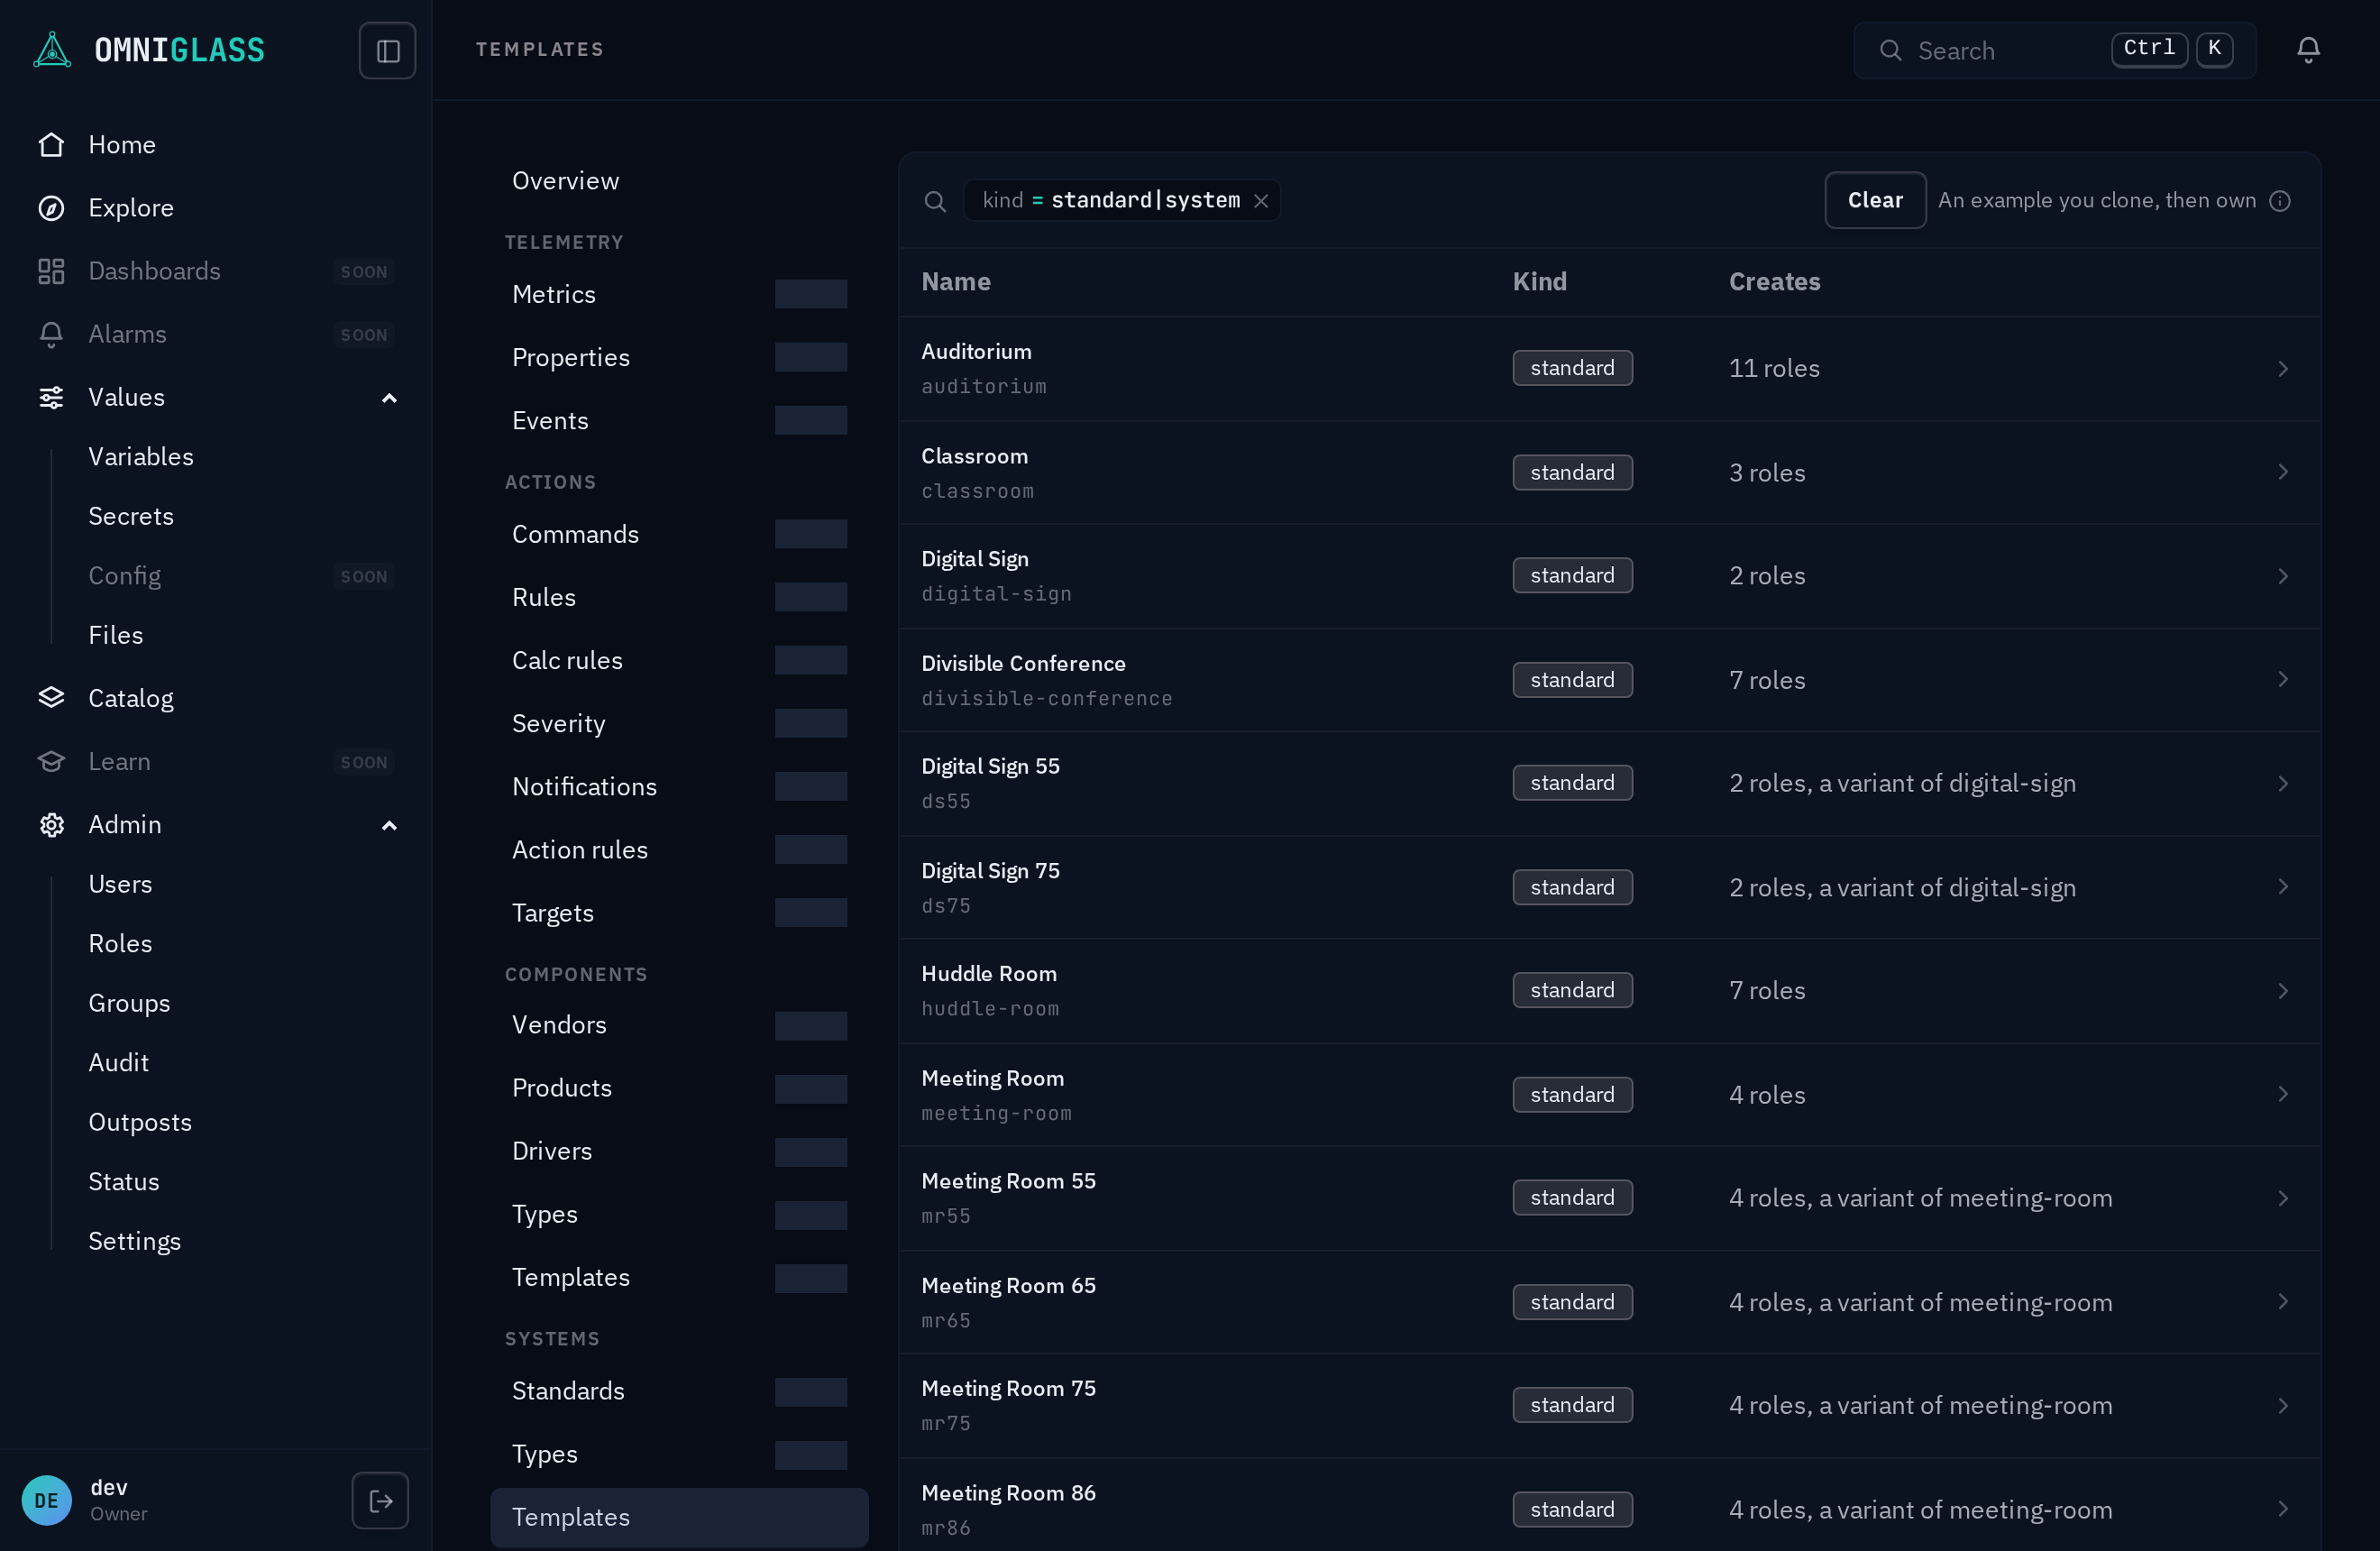 OMNIGLASS
TEMPLATES
Search
Ctrl K
Home
Explore
Dashboards SOON
Alarms SOON
Values
Variables
Secrets
Config SOON
Files
Catalog
Learn SOON
Admin
Users
Roles
Groups
Audit
Outposts
Status
Settings
DE
dev
Owner
Overview
TELEMETRY
Metrics
Properties
Events
ACTIONS
Commands
Rules
Calc rules
Severity
Notifications
Action rules
Targets
COMPONENTS
Vendors
Products
Drivers
Types
Templates
SYSTEMS
Standards
Types
Templates
kind = standard|system
Clear
An example you clone, then own
Name Kind Creates
Auditorium
auditorium
standard
11 roles
Classroom
classroom
standard
3 roles
Digital Sign
digital-sign
standard
2 roles
Divisible Conference
divisible-conference
standard
7 roles
Digital Sign 55
ds55
standard
2 roles, a variant of digital-sign
Digital Sign 75
ds75
standard
2 roles, a variant of digital-sign
Huddle Room
huddle-room
standard
7 roles
Meeting Room
meeting-room
standard
4 roles
Meeting Room 55
mr55
standard
4 roles, a variant of meeting-room
Meeting Room 65
mr65
standard
4 roles, a variant of meeting-room
Meeting Room 75
mr75
standard
4 roles, a variant of meeting-room
Meeting Room 86
mr86
standard
4 roles, a variant of meeting-room